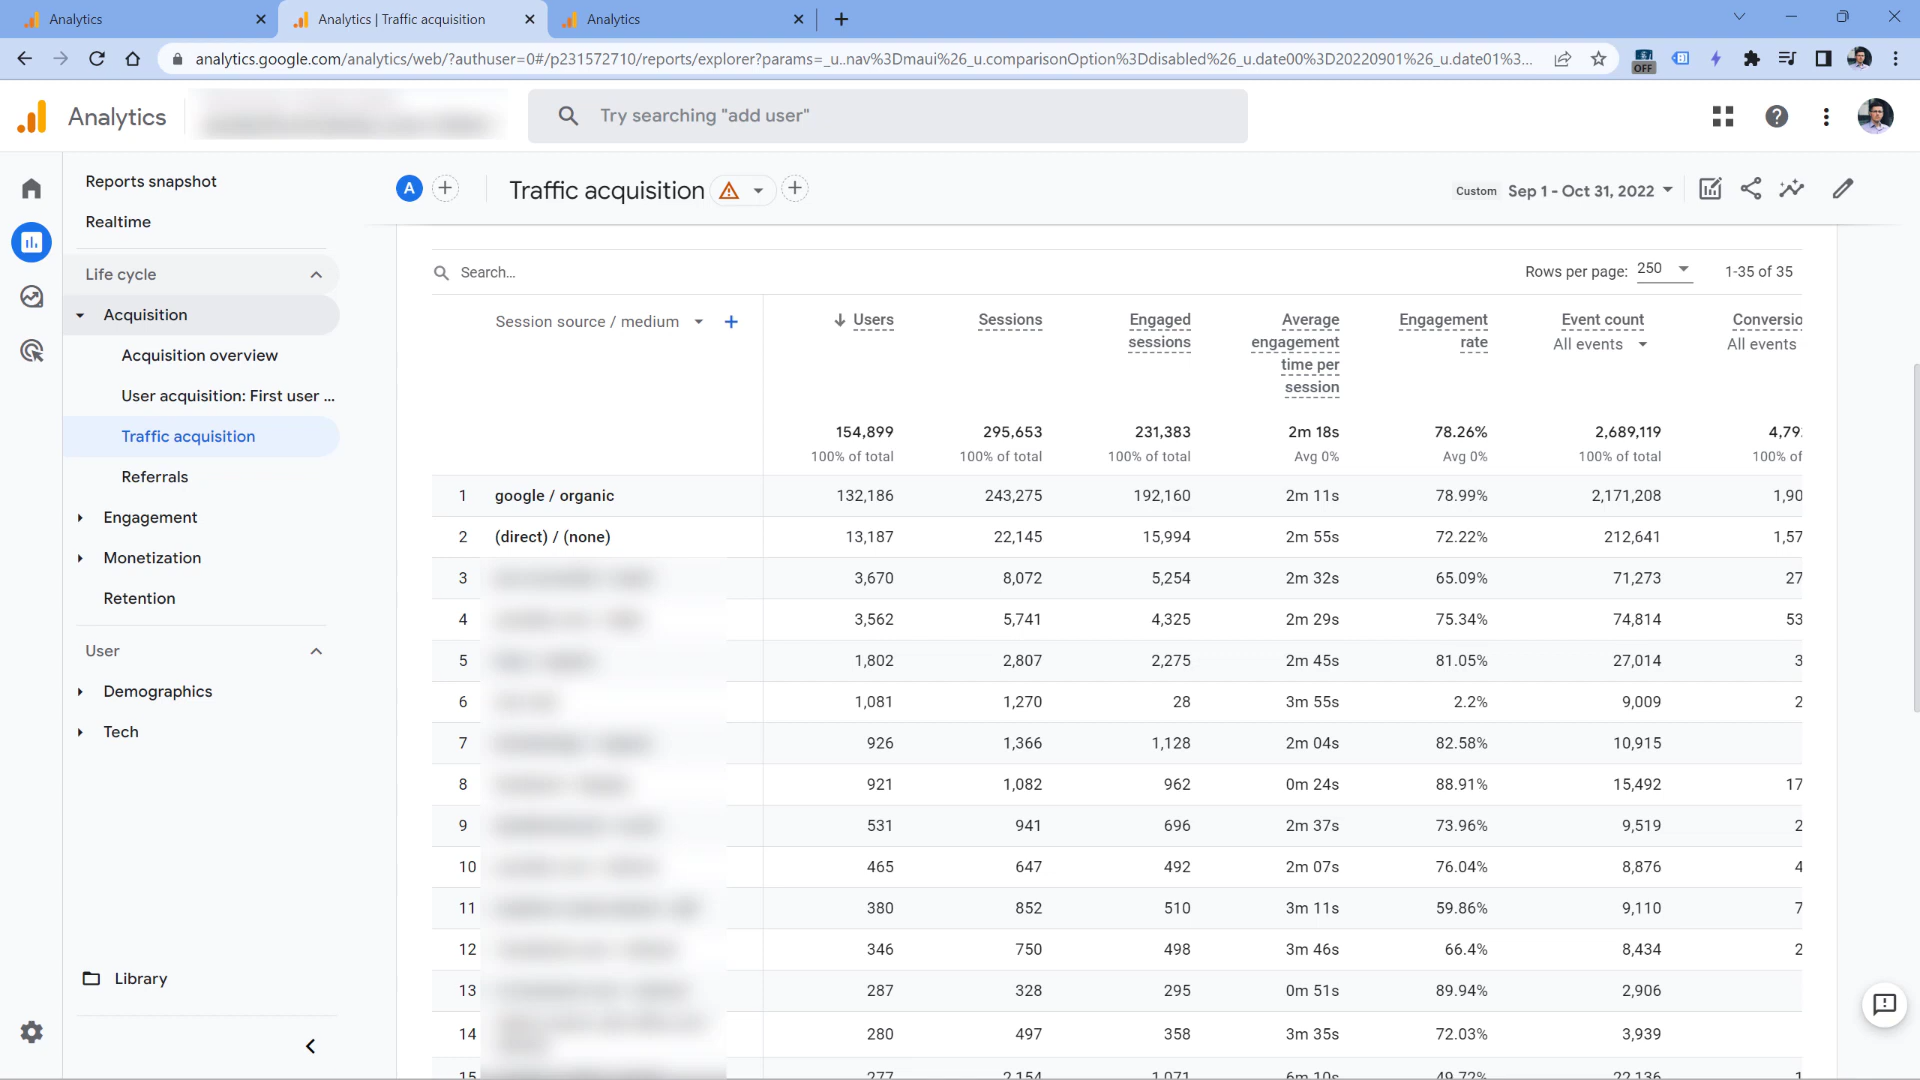 Analytics
Analytics | Traffic acquisition
Analytics
analytics.google.com/analytics/web/?authuser=0#/p231572710/reports/explorer?params=_u..nav%3Dmaui%26_u.comparisonOption%3Ddisabled%26_u.date00%3D20220901%26_u.date01%3...
OFF
Analytics
Try searching "add user"
Reports snapshot
Realtime
Life cycle
Acquisition
Acquisition overview
User acquisition: First user ...
Traffic acquisition
Referrals
Engagement
Monetization
Retention
User
Demographics
Tech
Library
A
Traffic acquisition
Custom Sep 1 - Oct 31, 2022
Search...
Rows per page: 250 1-35 of 35
Session source / medium
Users
Sessions
Engaged
sessions
Average
engagement
time per
session
Engagement
rate
Event count
All events
Conversio
All events
154,899 295,653 231,383 2m 18s 78.26% 2,689,119 4,79
100% of total 100% of total 100% of total Avg 0% Avg 0% 100% of total 100% of
1 google / organic 132,186 243,275 192,160 2m 11s 78.99% 2,171,208 1,90
2 (direct) / (none) 13,187 22,145 15,994 2m 55s 72.22% 212,641 1,57
3 3,670 8,072 5,254 2m 32s 65.09% 71,273 27
4 3,562 5,741 4,325 2m 29s 75.34% 74,814 53
5 1,802 2,807 2,275 2m 45s 81.05% 27,014 3
6 1,081 1,270 28 3m 55s 2.2% 9,009 2
7 926 1,366 1,128 2m 04s 82.58% 10,915
8 921 1,082 962 0m 24s 88.91% 15,492 17
9 531 941 696 2m 37s 73.96% 9,519 2
10 465 647 492 2m 07s 76.04% 8,876 4
11 380 852 510 3m 11s 59.86% 9,110 7
12 346 750 498 3m 46s 66.4% 8,434 2
13 287 328 295 0m 51s 89.94% 2,906
14 280 497 358 3m 35s 72.03% 3,939
15 277 2,154 1,071 6m 10s 49.72% 22,136 1